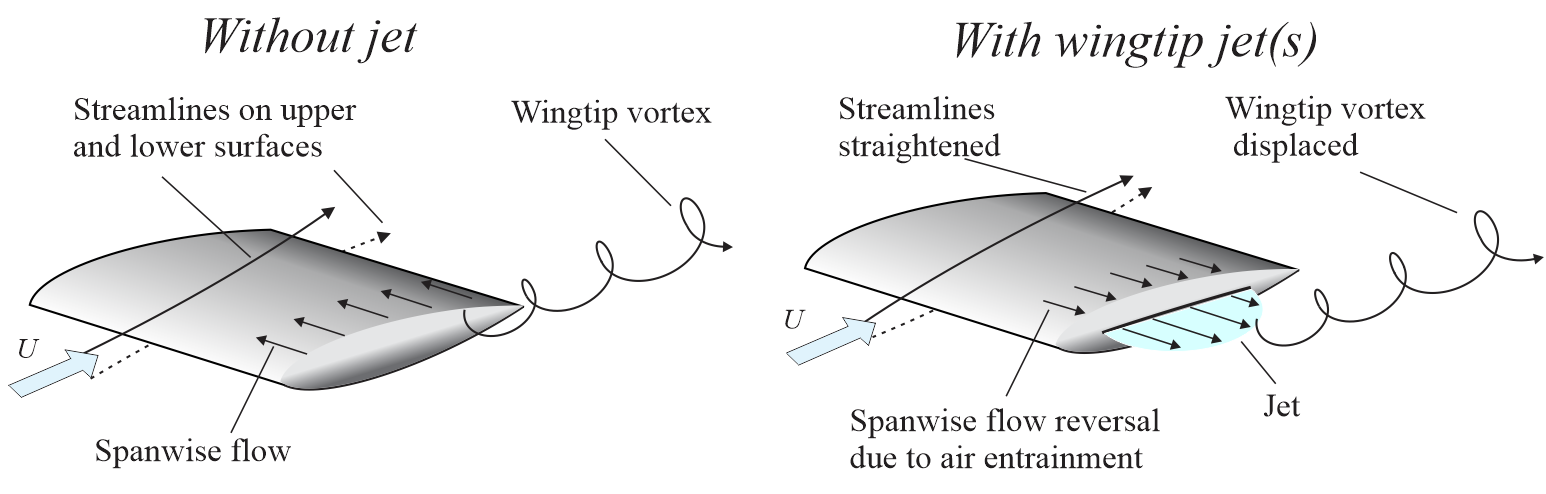 Without jet
Streamlines on upper
and lower surfaces
Wingtip vortex
U
Spanwise flow
With wingtip jet(s)
Streamlines
straightened
Wingtip vortex
displaced
U
Jet
Spanwise flow reversal
due to air entrainment